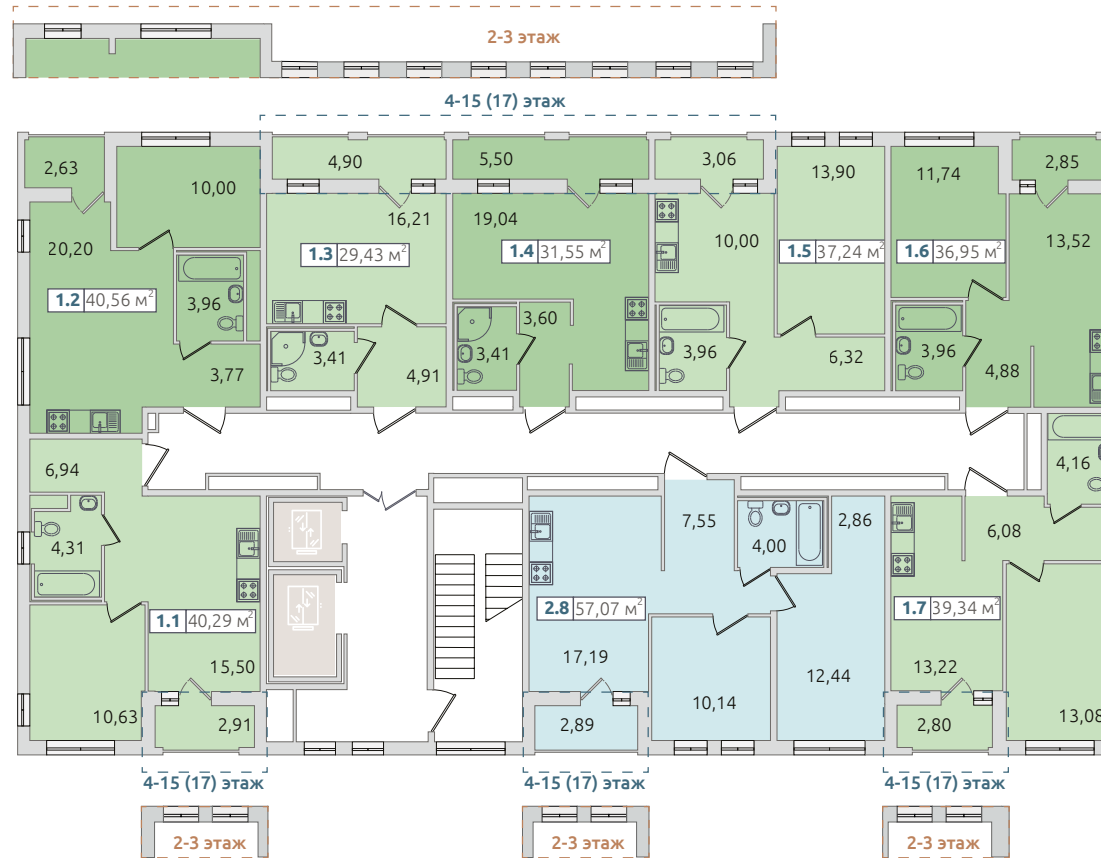 2-3 этаж
4-15 (17) этаж
2,63
10,00
4,90
5,50
3,06
13,90
11,74
2,85
20,20
16,21
19,04
10,00
13,52
1.2 40,56 м²
1.3 29,43 м²
1.4 31,55 м²
1.5 37,24 м²
1.6 36,95 м²
3,96
3,41
3,60
3,41
3,96
6,32
3,96
4,88
3,77
4,91
6,94
4,16
4,31
7,55
4,00
2,86
6,08
1.1 40,29 м²
2.8 57,07 м²
1.7 39,34 м²
15,50
17,19
12,44
13,22
10,63
2,91
2,89
10,14
2,80
13,08
4-15 (17) этаж
4-15 (17) этаж
4-15 (17) этаж
2-3 этаж
2-3 этаж
2-3 этаж